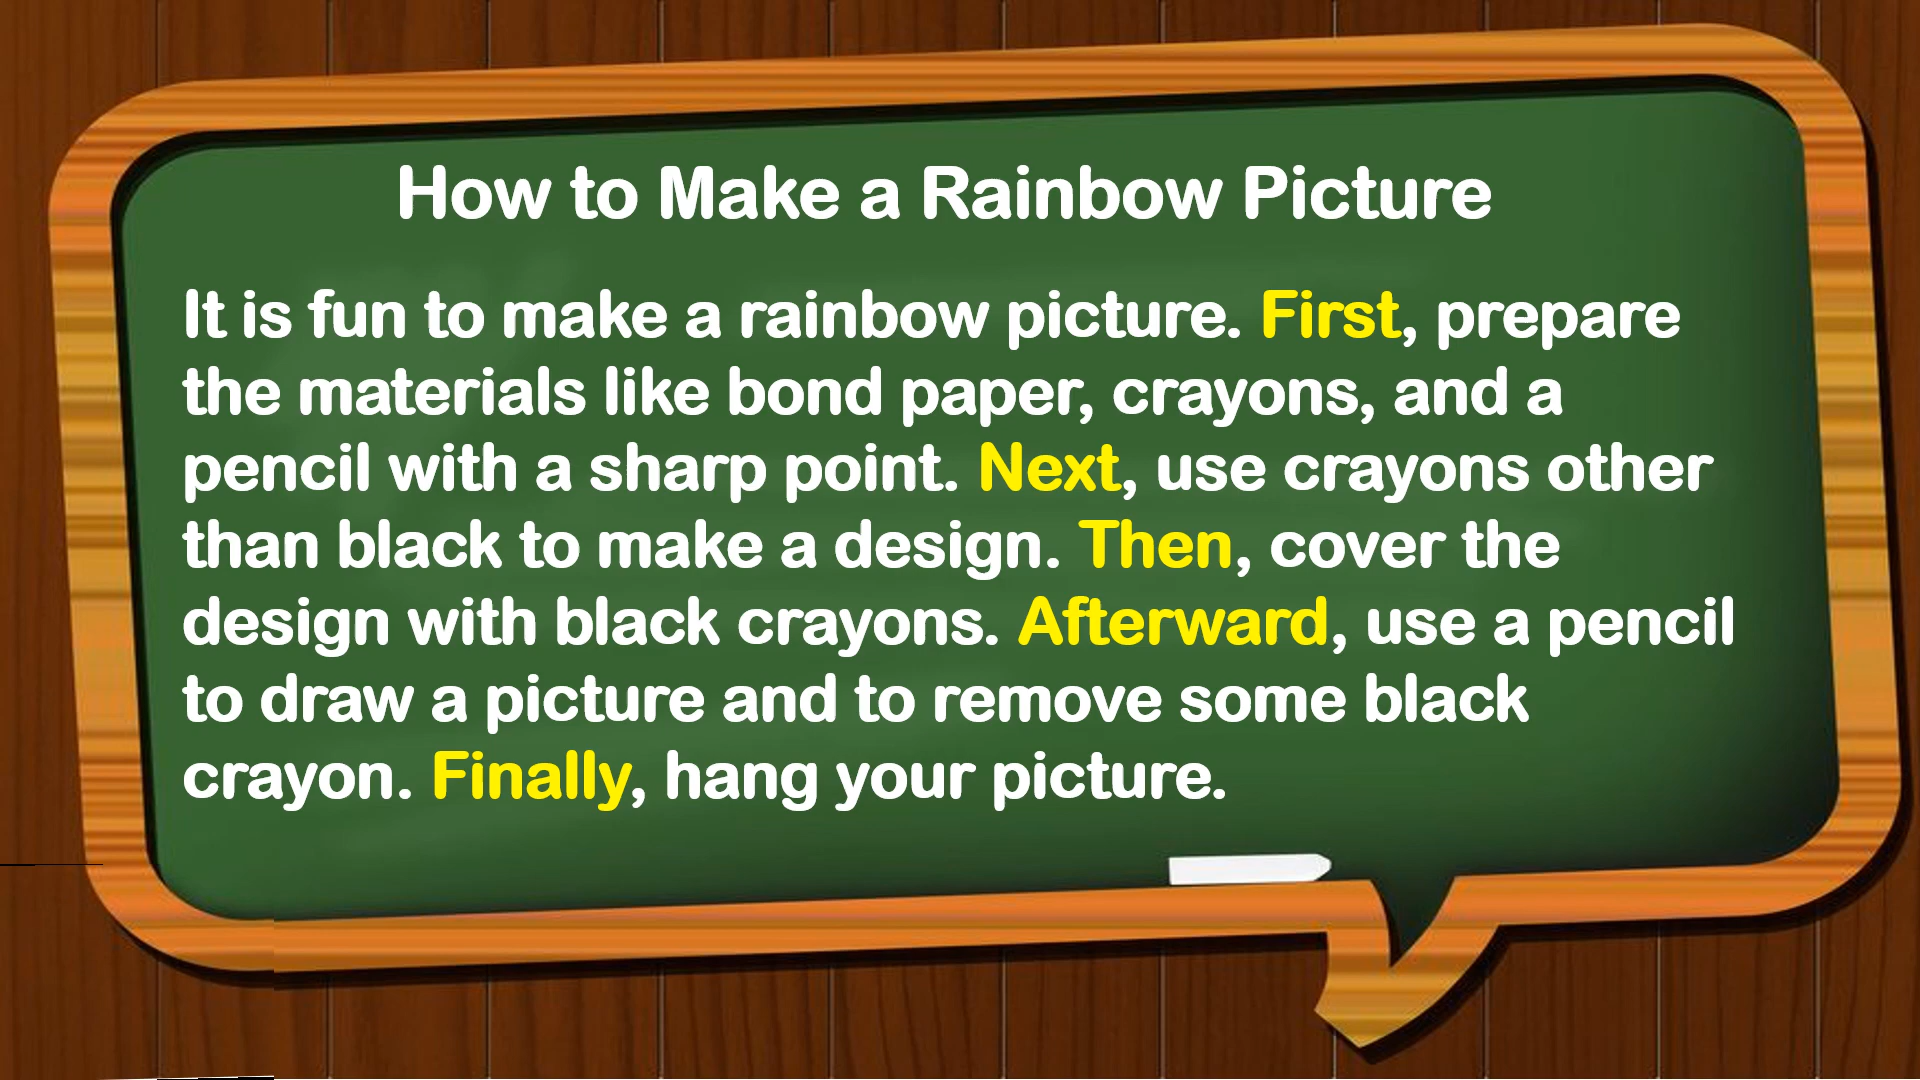 How to Make a Rainbow Picture
It is fun to make a rainbow picture. First, prepare
the materials like bond paper, crayons, and a
pencil with a sharp point. Next, use crayons other
than black to make a design. Then, cover the
design with black crayons. Afterward, use a pencil
to draw a picture and to remove some black
crayon. Finally, hang your picture.